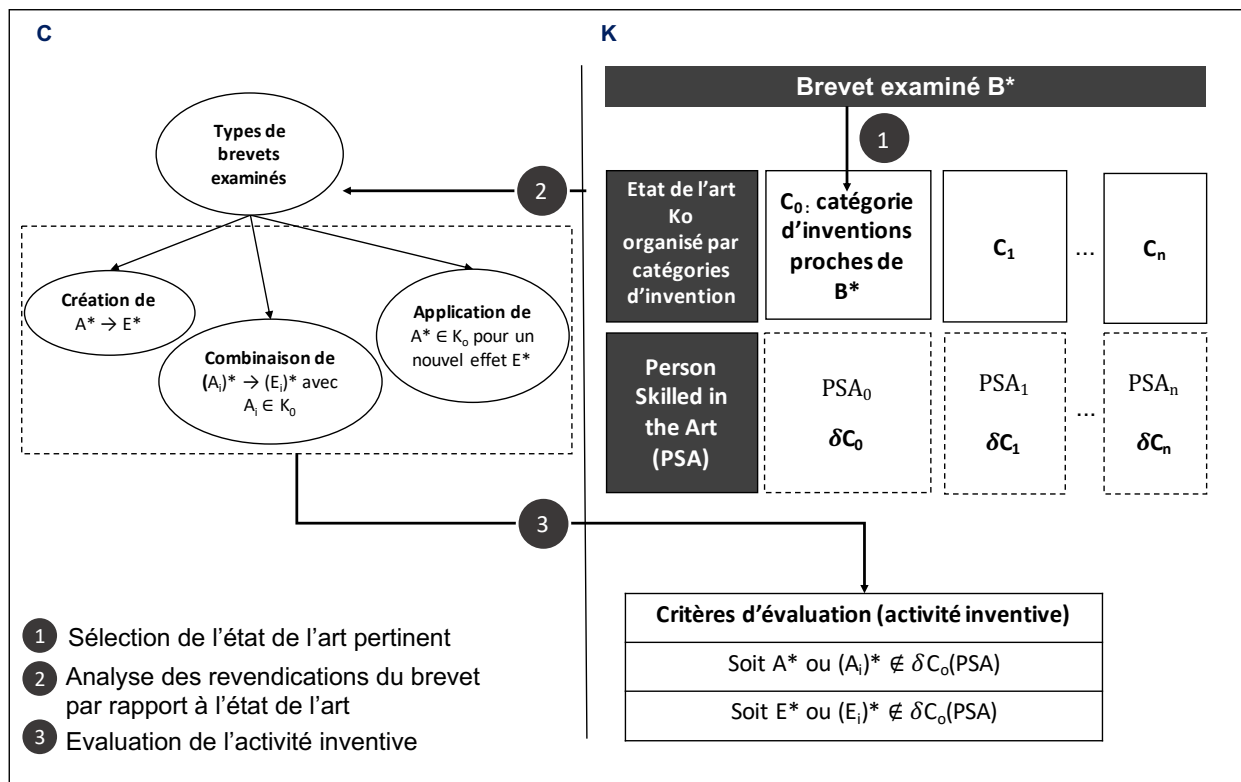 C
K
Brevet examiné B*
1
Types de
brevets
examinés
2
Etat de l’art
Ko
organisé par
catégories
d’invention
C₀ : catégorie
d’inventions
proches de
B*
C₁
...
Cₙ
Création de
A* → E*
Combinaison de
(Aᵢ)* → (Eᵢ)* avec
Aᵢ ∈ K₀
Application de
A* ∈ Kₒ pour un
nouvel effet E*
Person
Skilled in
the Art
(PSA)
PSA₀
δC₀
PSA₁
δC₁
...
PSAₙ
δCₙ
3
Critères d’évaluation (activité inventive)
Soit A* ou (Aᵢ)* ∉ δCₒ(PSA)
Soit E* ou (Eᵢ)* ∉ δCₒ(PSA)
1 Sélection de l’état de l’art pertinent
2 Analyse des revendications du brevet
par rapport à l’état de l’art
3 Evaluation de l’activité inventive